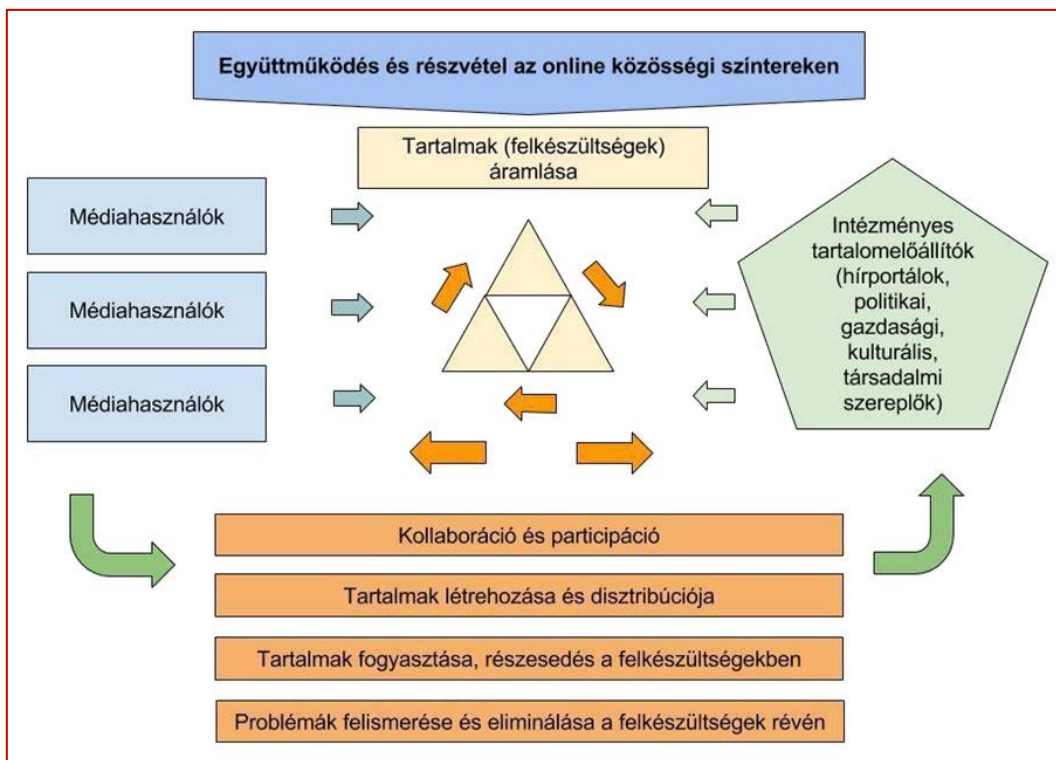 Együttműködés és részvétel az online közösségi színtereken
Tartalmak (felkészültségek)
áramlása
Médiahasználók
Médiahasználók
Médiahasználók
Intézményes
tartalomelőállítók
(hírportálok,
politikai,
gazdasági,
kulturális,
társadalmi
szereplők)
Kollaboráció és participáció
Tartalmak létrehozása és disztribúciója
Tartalmak fogyasztása, részesedés a felkészültségekben
Problémák felismerése és eliminálása a felkészültségek révén